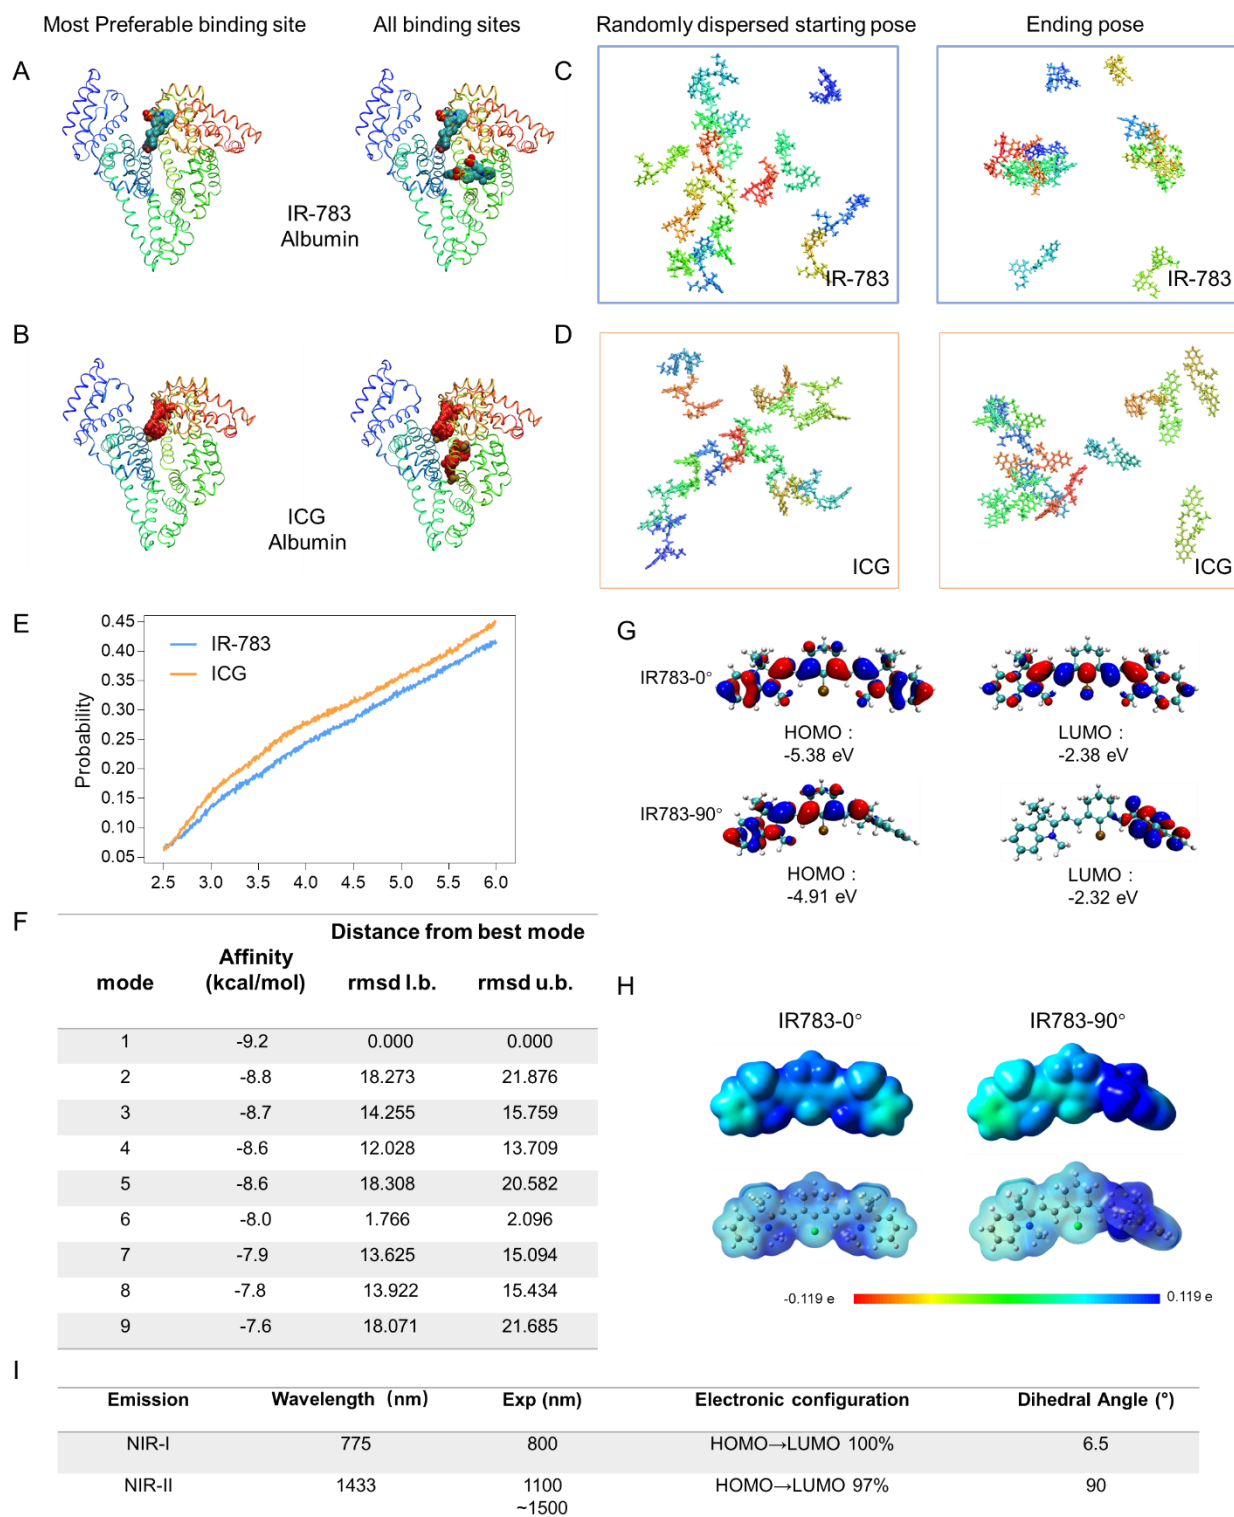 Most Preferable binding site
All binding sites
Randomly dispersed starting pose
Ending pose
A
IR-783
Albumin
C
IR-783
IR-783
B
ICG
Albumin
D
ICG
ICG
E
Probability
0.45
0.40
0.35
0.30
0.25
0.20
0.15
0.10
0.05
IR-783
ICG
2.5 3.0 3.5 4.0 4.5 5.0 5.5 6.0
G
IR783-0°
HOMO :
-5.38 eV
LUMO :
-2.38 eV
IR783-90°
HOMO :
-4.91 eV
LUMO :
-2.32 eV
F
Distance from best mode
mode Affinity (kcal/mol) rmsd l.b. rmsd u.b.
1 -9.2 0.000 0.000
2 -8.8 18.273 21.876
3 -8.7 14.255 15.759
4 -8.6 12.028 13.709
5 -8.6 18.308 20.582
6 -8.0 1.766 2.096
7 -7.9 13.625 15.094
8 -7.8 13.922 15.434
9 -7.6 18.071 21.685
H
IR783-0° IR783-90°
-0.119 e 0.119 e
I
Emission Wavelength (nm) Exp (nm) Electronic configuration Dihedral Angle (°)
NIR-I 775 800 HOMO→LUMO 100% 6.5
NIR-II 1433 1100 HOMO→LUMO 97% 90
~1500